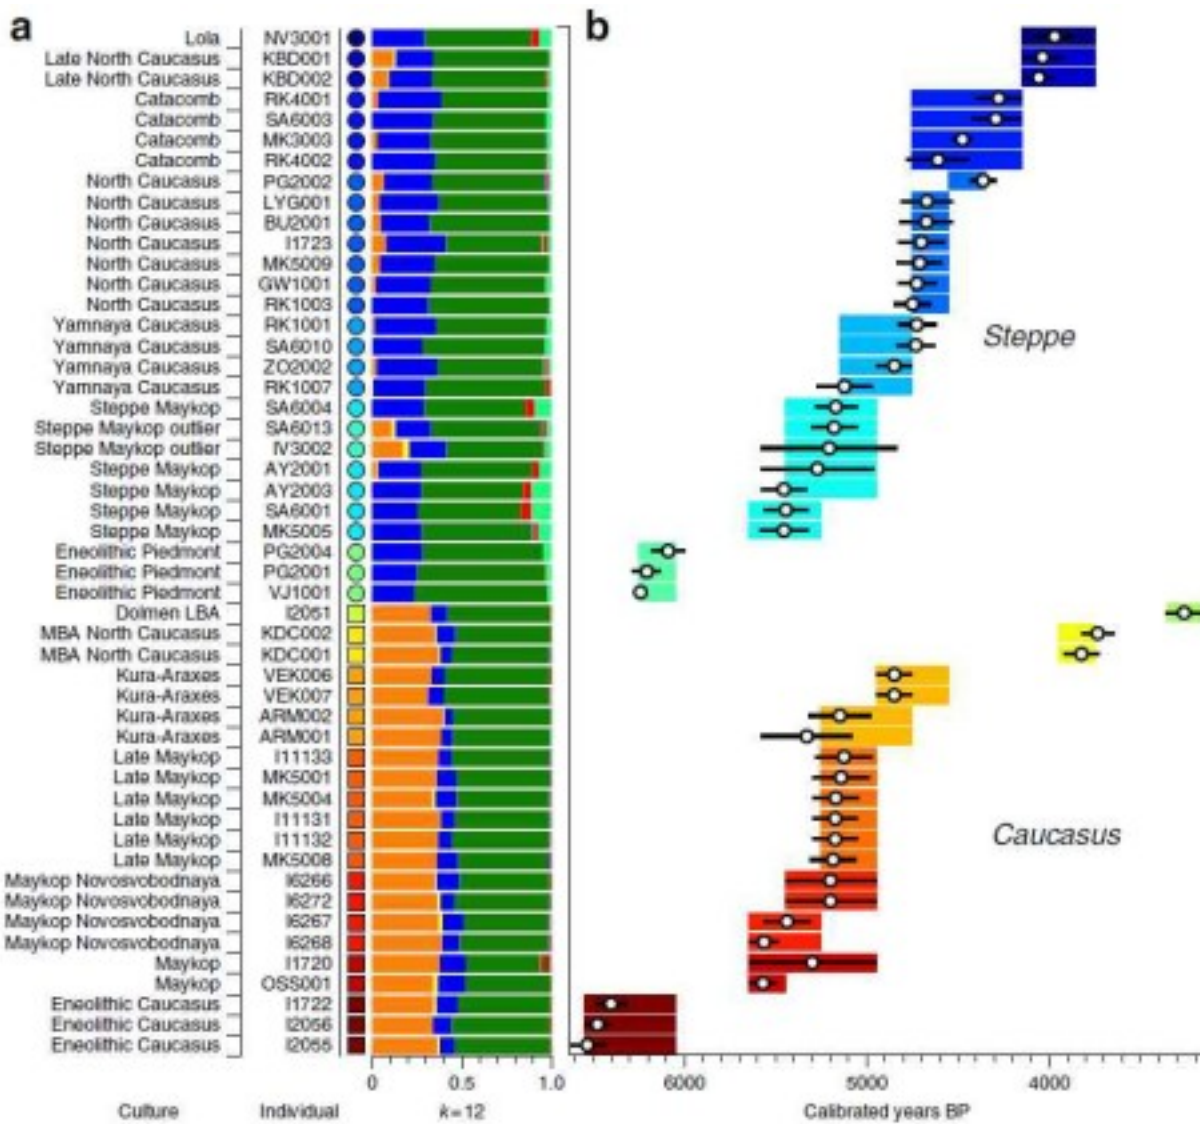 a b
Lola NV3001
Late North Caucasus KBD001
Late North Caucasus KBD002
Catacomb RK4001
Catacomb SA6003
Catacomb MK3003
Catacomb RK4002
North Caucasus PG2002
North Caucasus LYG001
North Caucasus BU2001
North Caucasus I1723
North Caucasus MK5009
North Caucasus GW1001
North Caucasus RK1003
Yamnaya Caucasus RK1001
Steppe
Yamnaya Caucasus SA6010
Yamnaya Caucasus ZO2002
Yamnaya Caucasus RK1007
Steppe Maykop SA6004
Steppe Maykop outlier SA6013
Steppe Maykop outlier IV3002
Steppe Maykop AY2001
Steppe Maykop AY2003
Steppe Maykop SA6001
Steppe Maykop MK5005
Eneolithic Piedmont PG2004
Eneolithic Piedmont PG2001
Eneolithic Piedmont VJ1001
Dolmen LBA I2051
MBA North Caucasus KDC002
MBA North Caucasus KDC001
Kura-Araxes VEK006
Kura-Araxes VEK007
Kura-Araxes ARM002
Kura-Araxes ARM001
Late Maykop I11133
Late Maykop MK5001
Late Maykop MK5004
Late Maykop I11131
Caucasus
Late Maykop I11132
Late Maykop MK5008
Maykop Novosvobodnaya I6266
Maykop Novosvobodnaya I6272
Maykop Novosvobodnaya I6267
Maykop Novosvobodnaya I6268
Maykop I1720
Maykop OSS001
Eneolithic Caucasus I1722
Eneolithic Caucasus I2056
Eneolithic Caucasus I2055
0 0.5 1.0 6000 5000 4000
Culture Individual k=12 Calibrated years BP